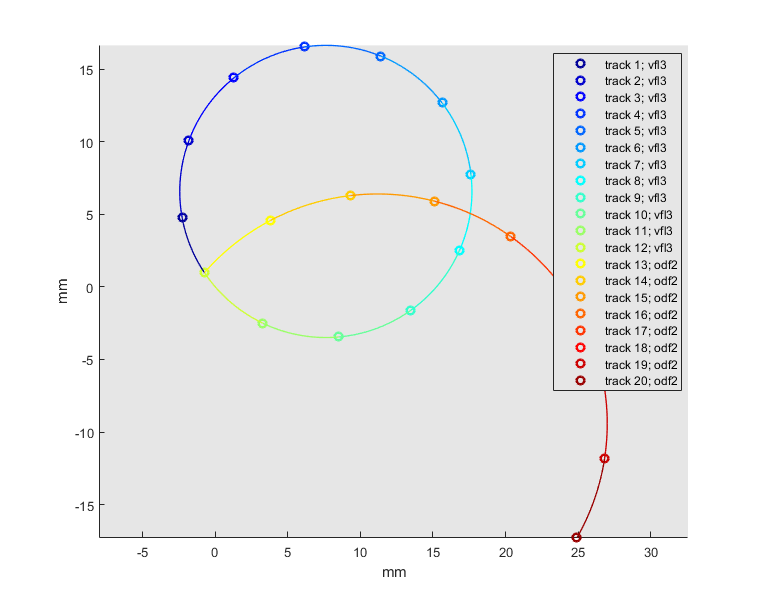 15
10
5
0
-5
-10
-15
mm
-5
0
5
10
15
20
25
30
mm
track 1; vfl3
track 2; vfl3
track 3; vfl3
track 4; vfl3
track 5; vfl3
track 6; vfl3
track 7; vfl3
track 8; vfl3
track 9; vfl3
track 10; vfl3
track 11; vfl3
track 12; vfl3
track 13; odf2
track 14; odf2
track 15; odf2
track 16; odf2
track 17; odf2
track 18; odf2
track 19; odf2
track 20; odf2